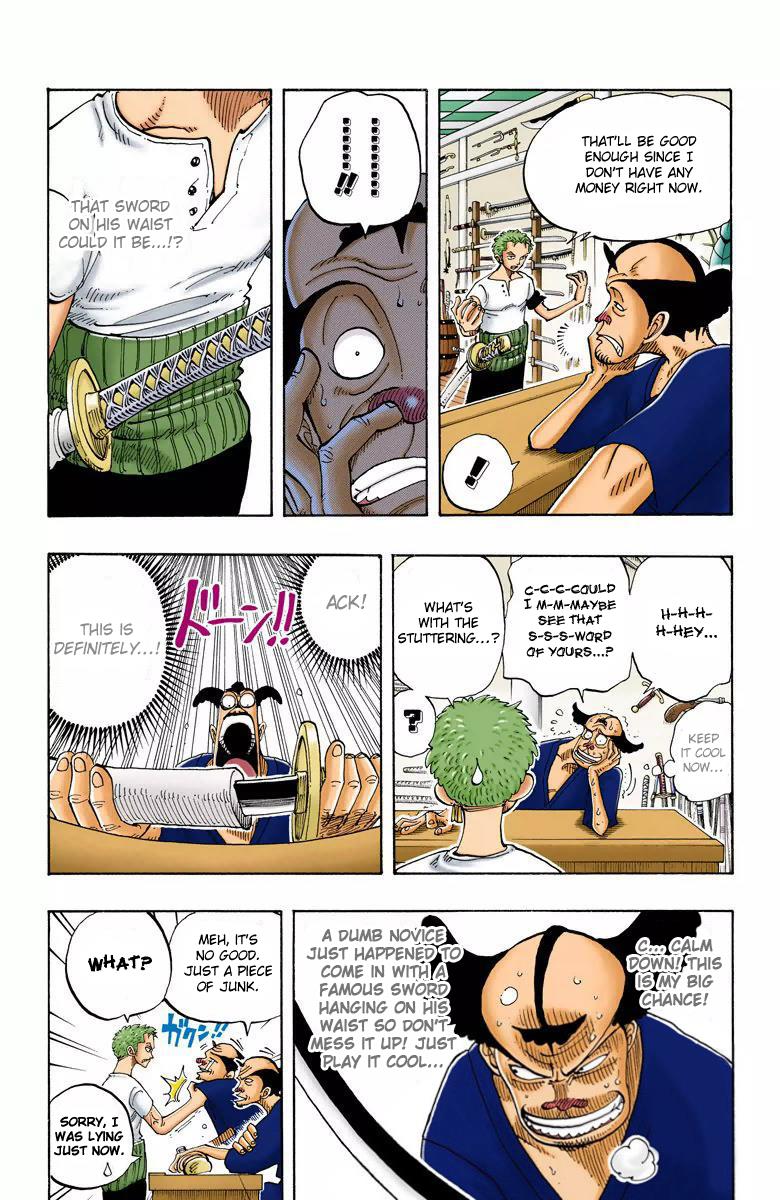 THAT'LL BE GOOD
ENOUGH SINCE I
DON'T HAVE ANY
MONEY RIGHT NOW.
!
!!
THAT SWORD
ON HIS WAIST
COULD IT BE...!?
H-H-H-
H-HEY...
KEEP
IT COOL
NOW...
C-C-C-COULD
I M-M-MAYBE
SEE THAT
S-S-S-WORD
OF YOURS...?
WHAT'S
WITH THE
STUTTERING...?
?
ACK!
ドーン!!
THIS IS
DEFINITELY...!
C... CALM
DOWN! THIS
IS MY BIG
CHANCE!
A DUMB NOVICE
JUST HAPPENED TO
COME IN WITH A
FAMOUS SWORD
HANGING ON HIS
WAIST SO DON'T
MESS IT UP! JUST
PLAY IT COOL...
MEH, IT'S
NO GOOD.
JUST A PIECE
OF JUNK.
WHAT?
ガクン!!
SORRY, I
WAS LYING
JUST NOW.